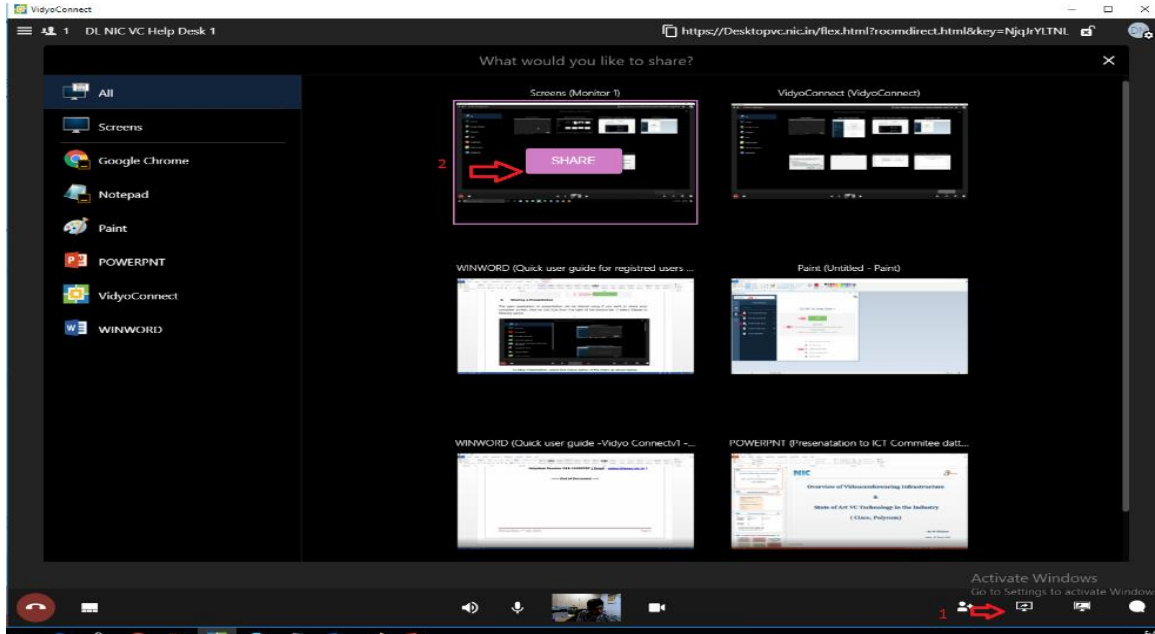 VidyoConnect
1 DL NIC VC Help Desk 1
https://Desktopvc.nic.in/flex.html?roomdirect.html&key=NjqJrYLTNL
What would you like to share?
All
Screens
Google Chrome
Notepad
Paint
POWERPNT
VidyoConnect
WINWORD
Screens (Monitor 1)
VidyoConnect (VidyoConnect)
2
SHARE
WINWORD (Quick user guide for registred users ...
Paint (Untitled - Paint)
WINWORD (Quick user guide -Vidyo Connectv1 -...
POWERPNT (Presenatation to ICT Commitee datt...
NIC
Overview of Videoconferencing Infrastructure
&
State of Art VC Technology in the Industry
( Cisco, Polycom)
Activate Windows
Go to Settings to activate Window
1